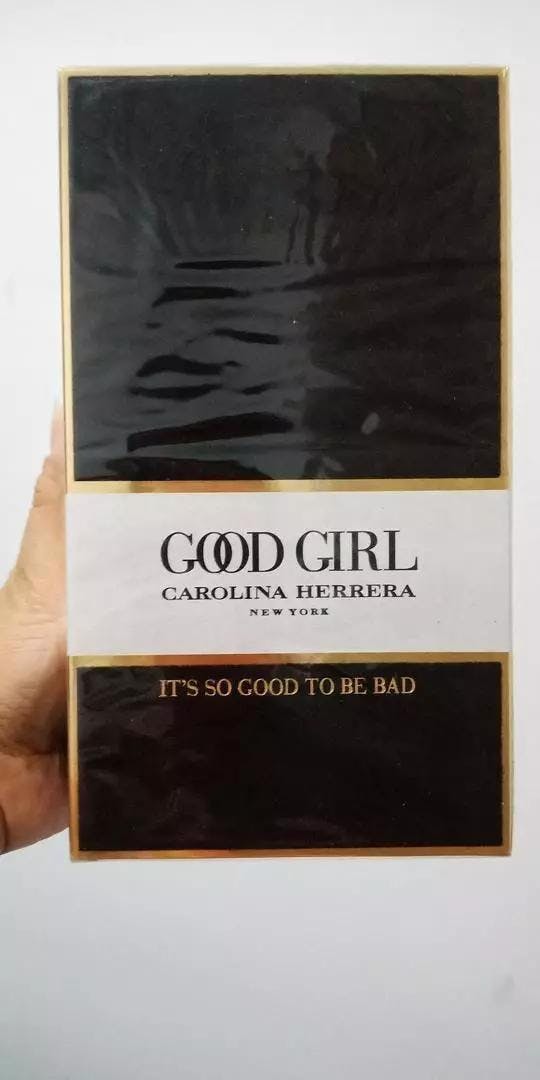 GOOD GIRL
CAROLINA HERRERA
NEW YORK
IT'S SO GOOD TO BE BAD